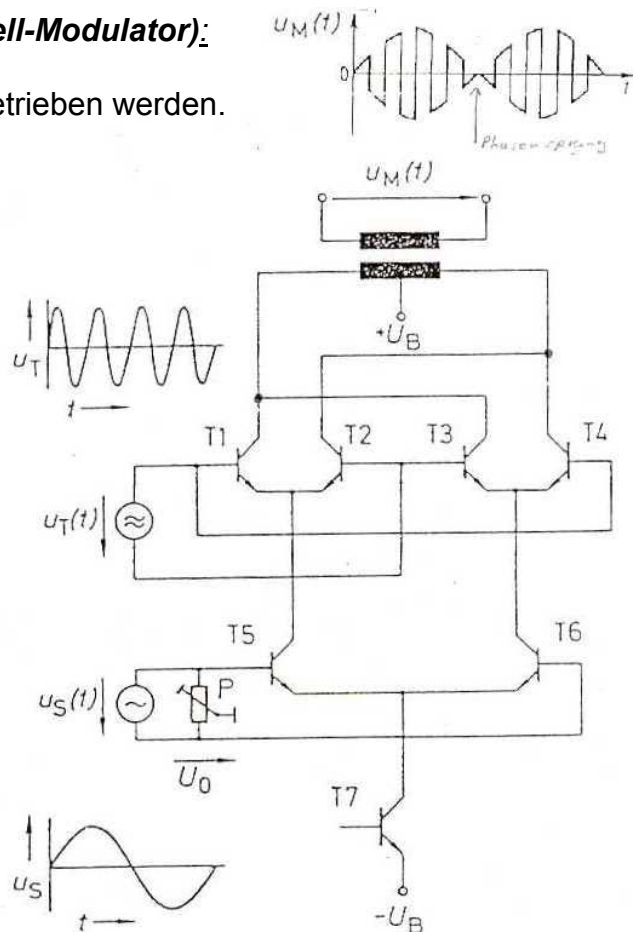 ell-Modulator):
etrieben werden.
u_M(t)
0
t
Phasensprung
u_M(t)
+U_B
u_T
t
T1
T2
T3
T4
u_T(t)
≈
T5
T6
u_S(t)
~
P
U_0
T7
u_S
t
-U_B